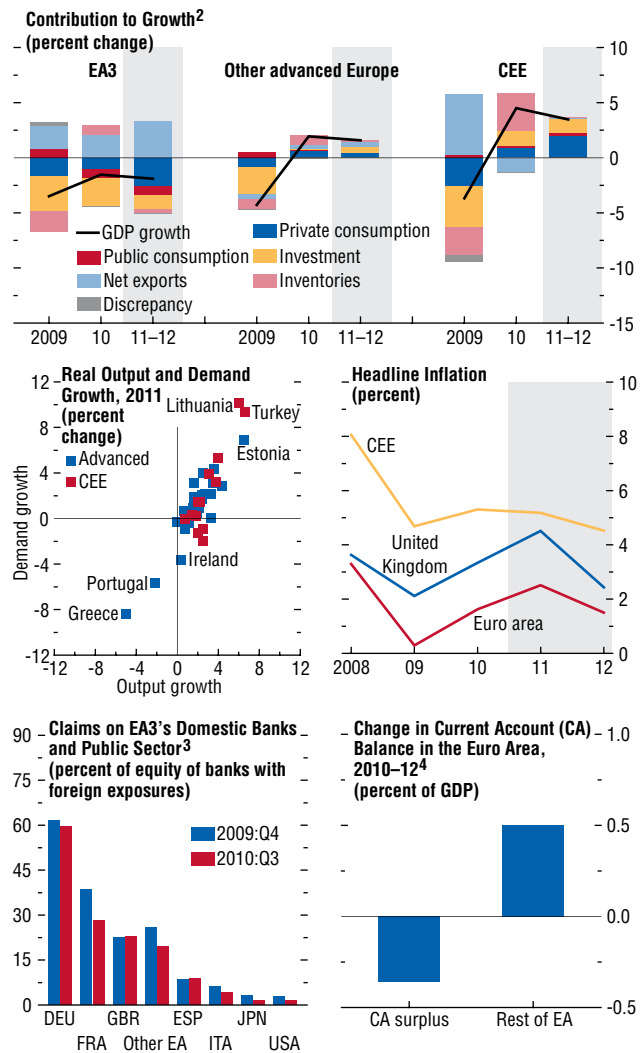 Contribution to Growth2
(percent change)
EA3
Other advanced Europe
CEE
10
5
0
-5
-10
-15
GDP growth
Private consumption
Public consumption
Investment
Net exports
Inventories
Discrepancy
2009 10 11–12 2009 10 11–12 2009 10 11–12
Real Output and Demand
Growth, 2011
(percent
change)
Advanced
CEE
Lithuania
Turkey
Estonia
Ireland
Portugal
Greece
Demand growth
12
8
4
0
-4
-8
-12
-12 -8 -4 0 4 8 12
Output growth
Headline Inflation
(percent)
CEE
United
Kingdom
Euro area
10
8
6
4
2
0
2008 09 10 11 12
Claims on EA3's Domestic Banks
and Public Sector3
(percent of equity of banks with
foreign exposures)
2009:Q4
2010:Q3
90
75
60
45
30
15
0
DEU GBR ESP JPN
FRA Other EA ITA USA
Change in Current Account (CA)
Balance in the Euro Area,
2010–124
(percent of GDP)
1.0
0.5
0.0
-0.5
CA surplus Rest of EA